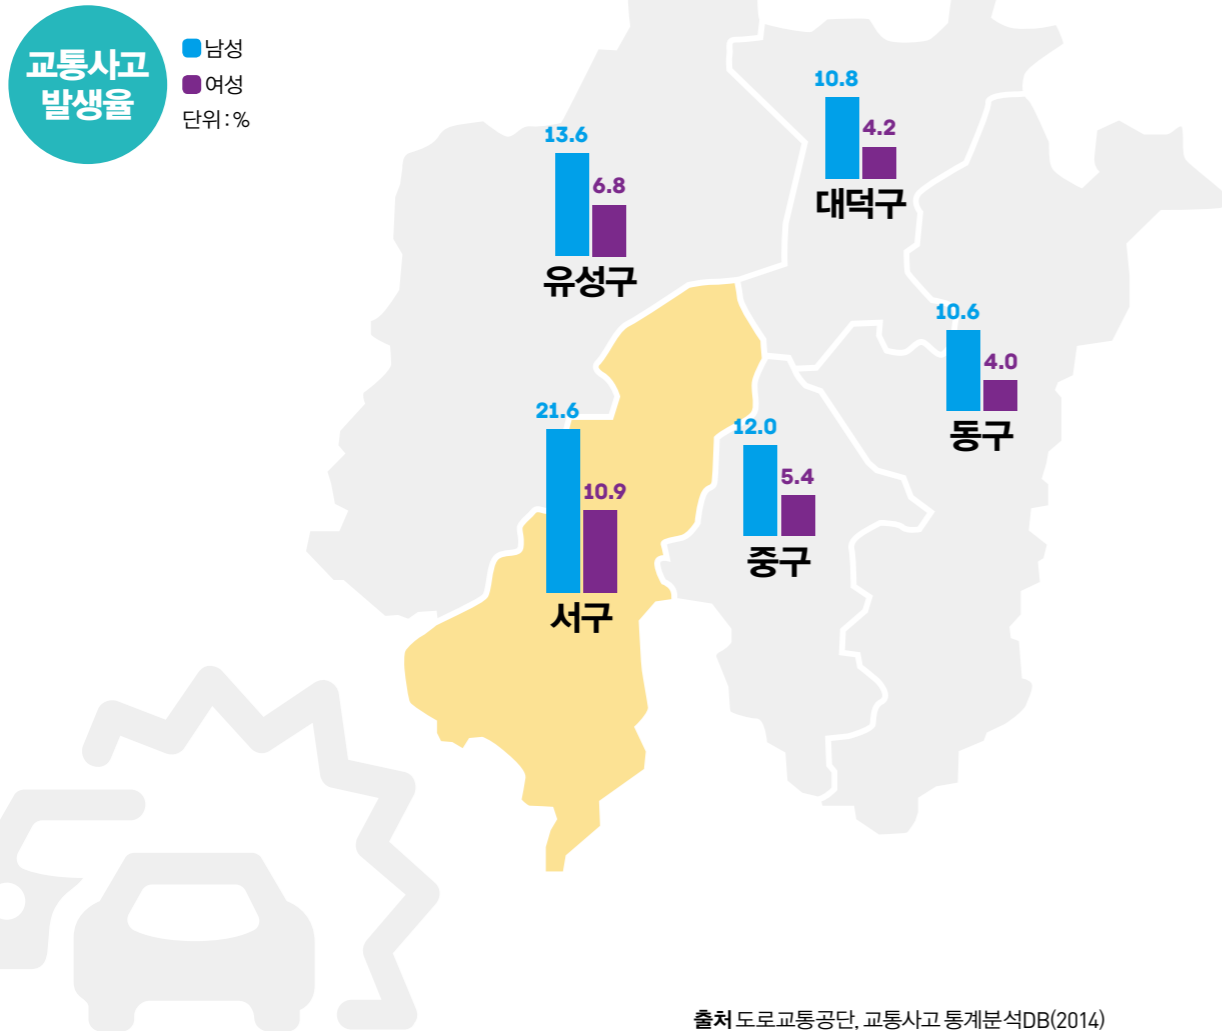 교통사고
발생율
남성
여성
단위 : %
10.8
4.2
대덕구
13.6
6.8
유성구
10.6
4.0
동구
21.6
10.9
서구
12.0
5.4
중구
출처 도로교통공단, 교통사고 통계분석DB(2014)